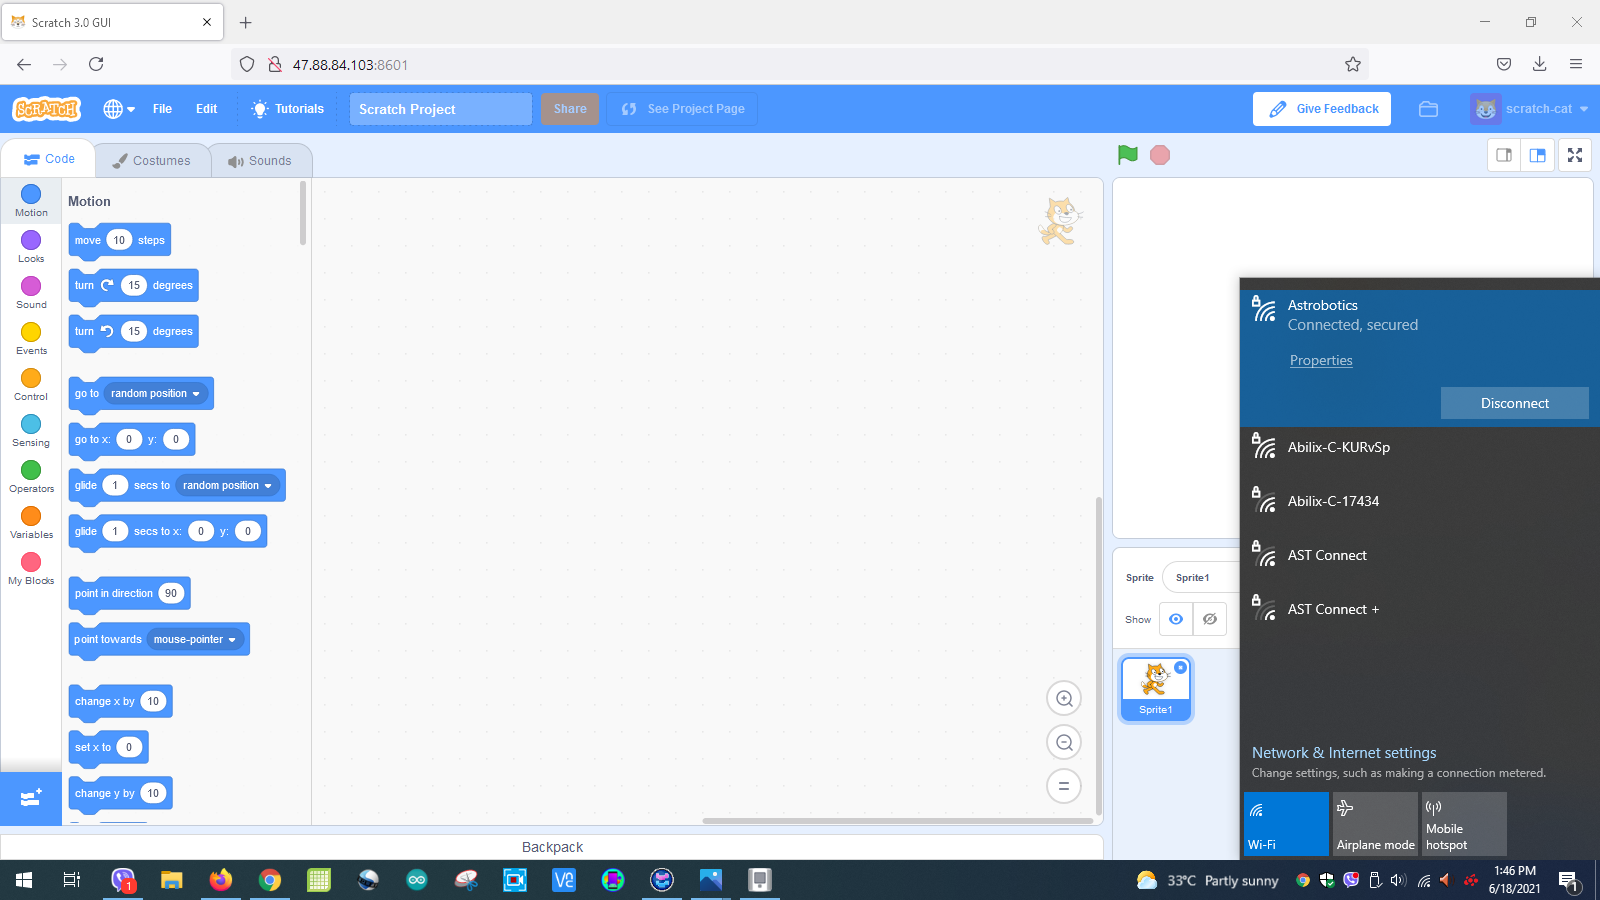 Scratch 3.0 GUI
47.88.84.103:8601
SCRATCH
File
Edit
Tutorials
Scratch Project
Share
See Project Page
Give Feedback
scratch-cat
Code
Costumes
Sounds
Motion
Looks
Sound
Events
Control
Sensing
Operators
Variables
My Blocks
Motion
move 10 steps
turn 15 degrees
turn 15 degrees
go to random position
go to x: 0 y: 0
glide 1 secs to random position
glide 1 secs to x: 0 y: 0
point in direction 90
point towards mouse-pointer
change x by 10
set x to 0
change y by 10
Backpack
Sprite Sprite1
Show
Sprite1
Astrobotics
Connected, secured
Properties
Disconnect
Abilix-C-KURvSp
Abilix-C-17434
AST Connect
AST Connect +
Network & Internet settings
Change settings, such as making a connection metered.
Wi-Fi
Airplane mode
Mobile
hotspot
1
33°C Partly sunny
1:46 PM
6/18/2021
1